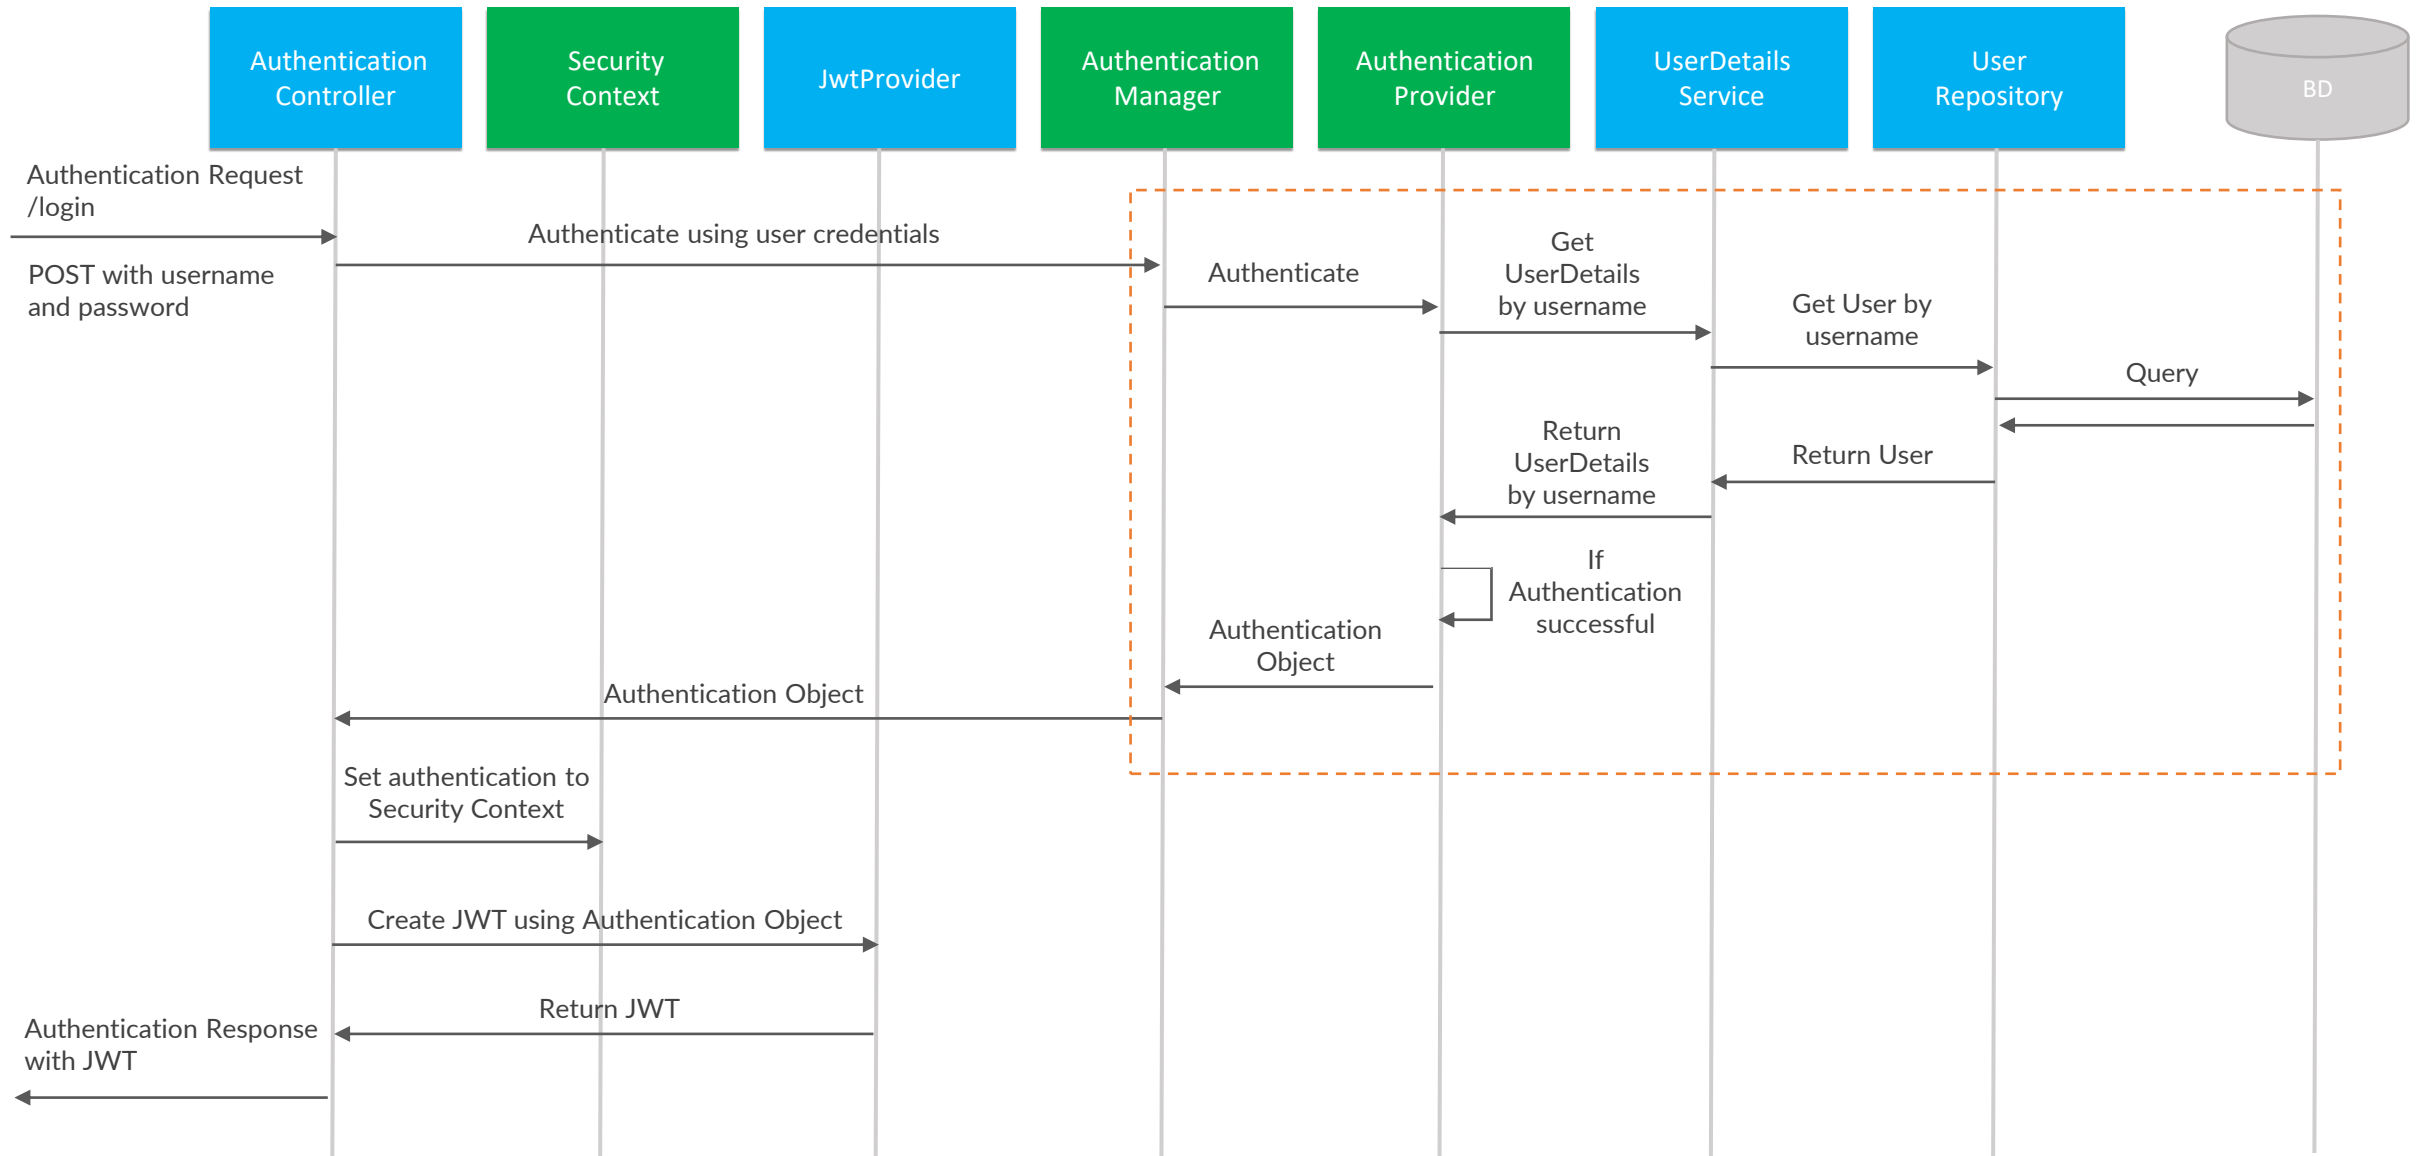 Authentication
Controller
Security
Context
JwtProvider
Authentication
Manager
Authentication
Provider
UserDetails
Service
User
Repository
BD
Authentication Request
/login
POST with username
and password
Authenticate using user credentials
Authenticate
Get
UserDetails
by username
Get User by
username
Query
Return User
Return
UserDetails
by username
If
Authentication
successful
Authentication
Object
Authentication Object
Set authentication to
Security Context
Create JWT using Authentication Object
Return JWT
Authentication Response
with JWT